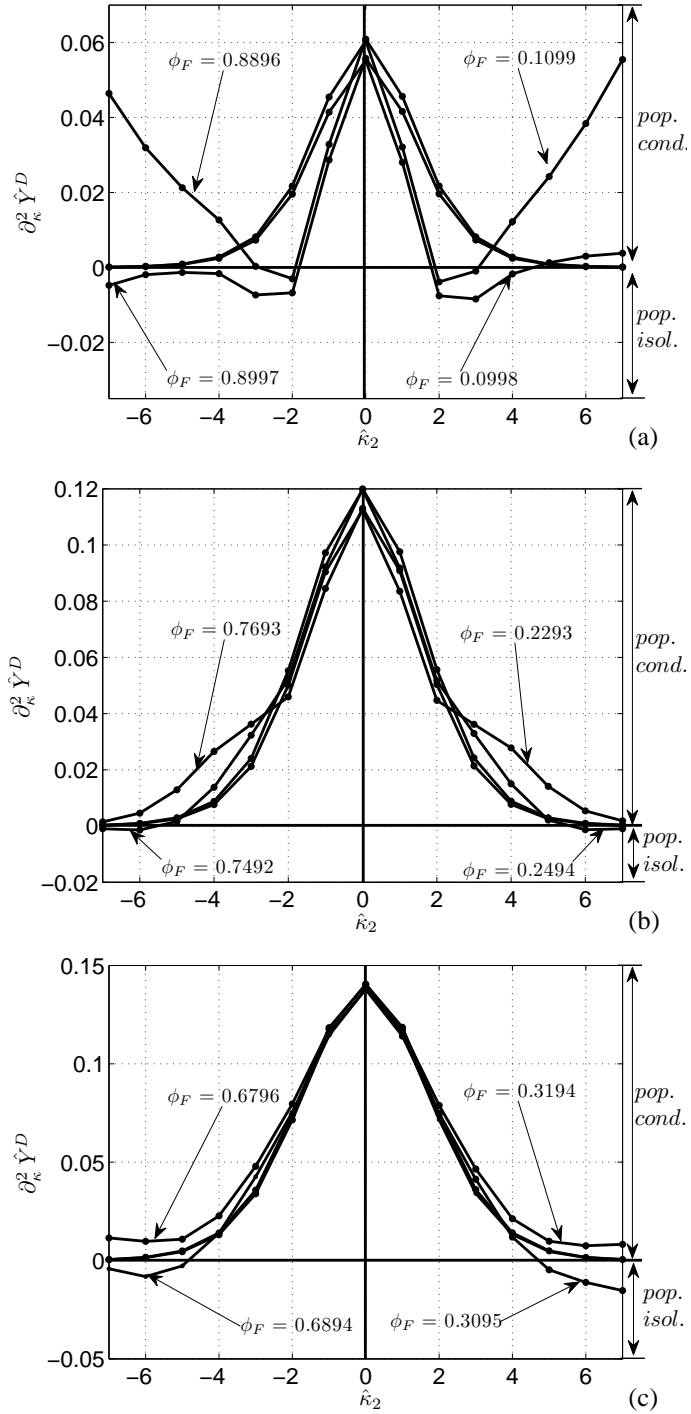 0.06
0.04
0.02
0
−0.02
∂²_κ Ŷ^D
ϕ_F = 0.8896
ϕ_F = 0.1099
ϕ_F = 0.8997
ϕ_F = 0.0998
pop.
cond.
pop.
isol.
−6 −4 −2 0 2 4 6
κ̂₂
(a)
0.12
0.1
0.08
0.06
0.04
0.02
0
−0.02
∂²_κ Ŷ^D
ϕ_F = 0.7693
ϕ_F = 0.2293
ϕ_F = 0.7492
ϕ_F = 0.2494
pop.
cond.
pop.
isol.
−6 −4 −2 0 2 4 6
κ̂₂
(b)
0.15
0.1
0.05
0
−0.05
∂²_κ Ŷ^D
ϕ_F = 0.6796
ϕ_F = 0.3194
ϕ_F = 0.6894
ϕ_F = 0.3095
pop.
cond.
pop.
isol.
−6 −4 −2 0 2 4 6
κ̂₂
(c)